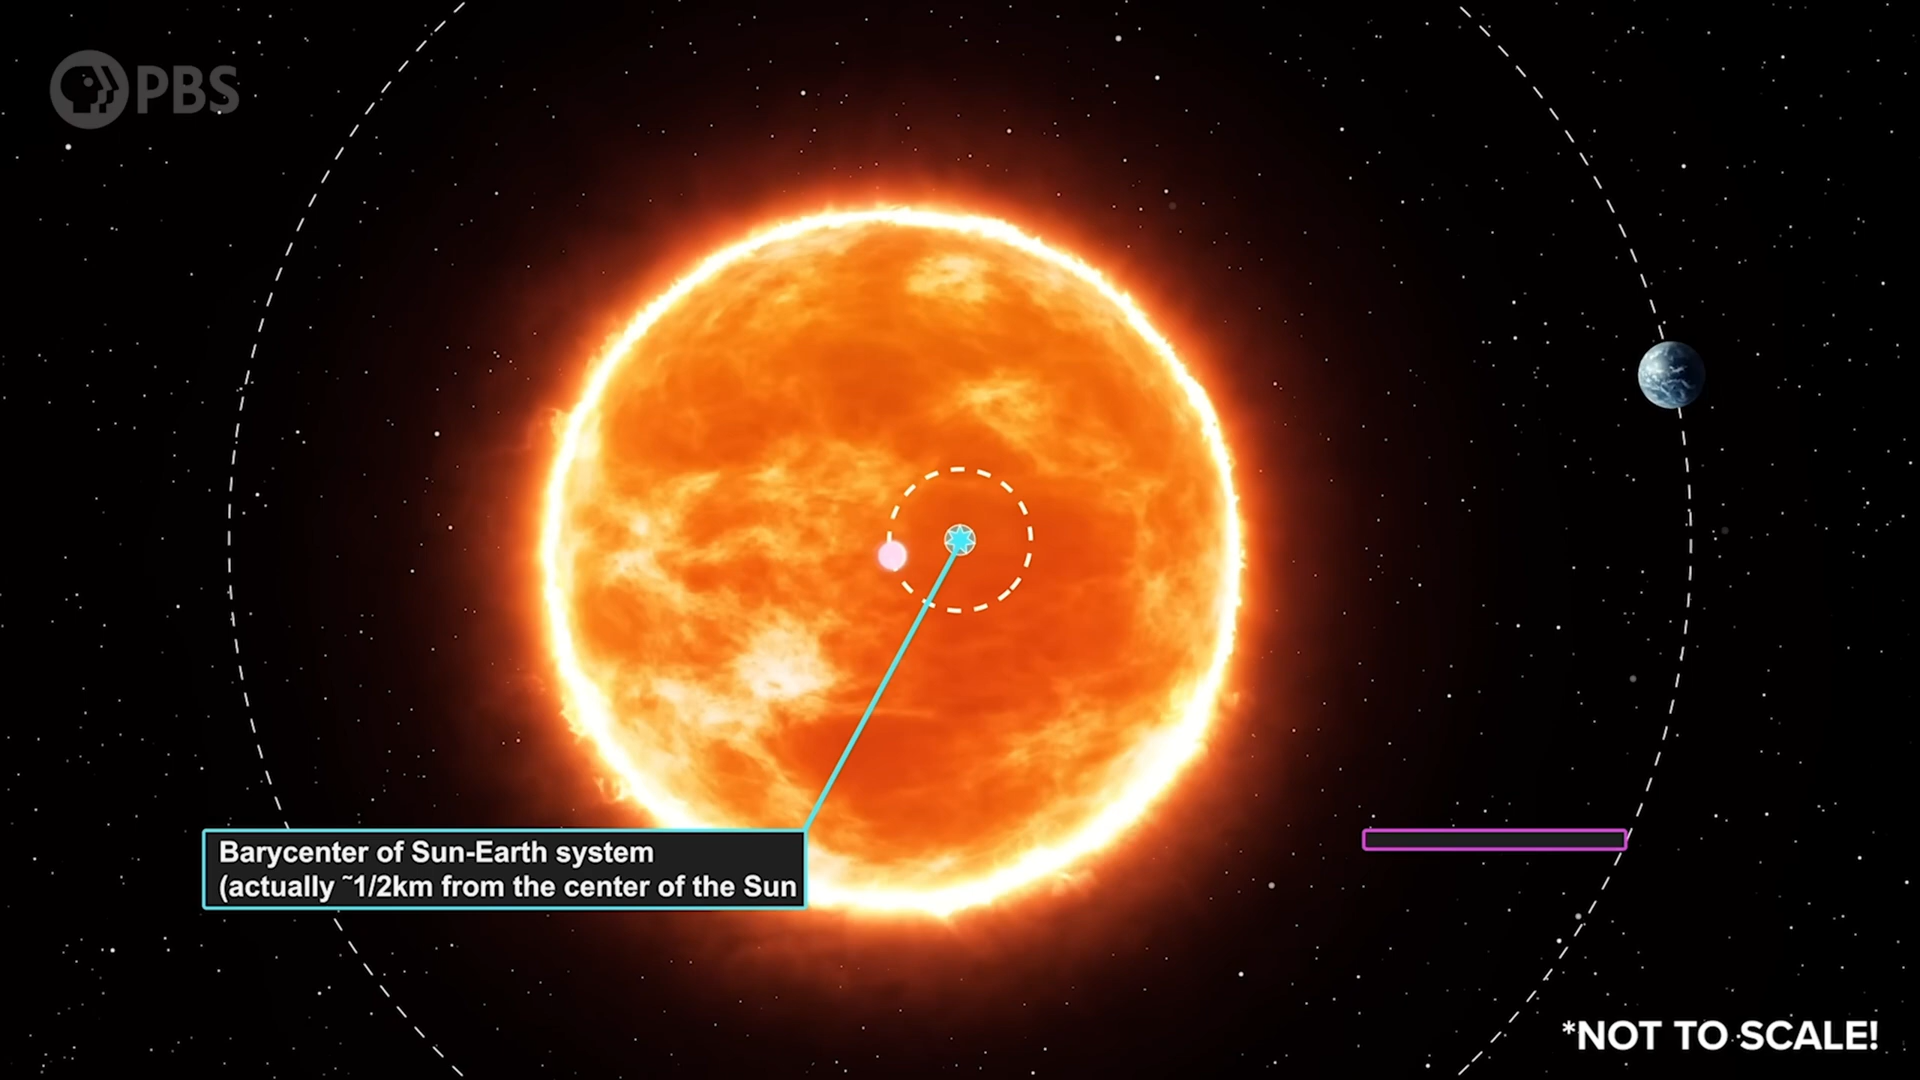 PBS
Barycenter of Sun-Earth system
(actually ˜1/2km from the center of the Sun
*NOT TO SCALE!